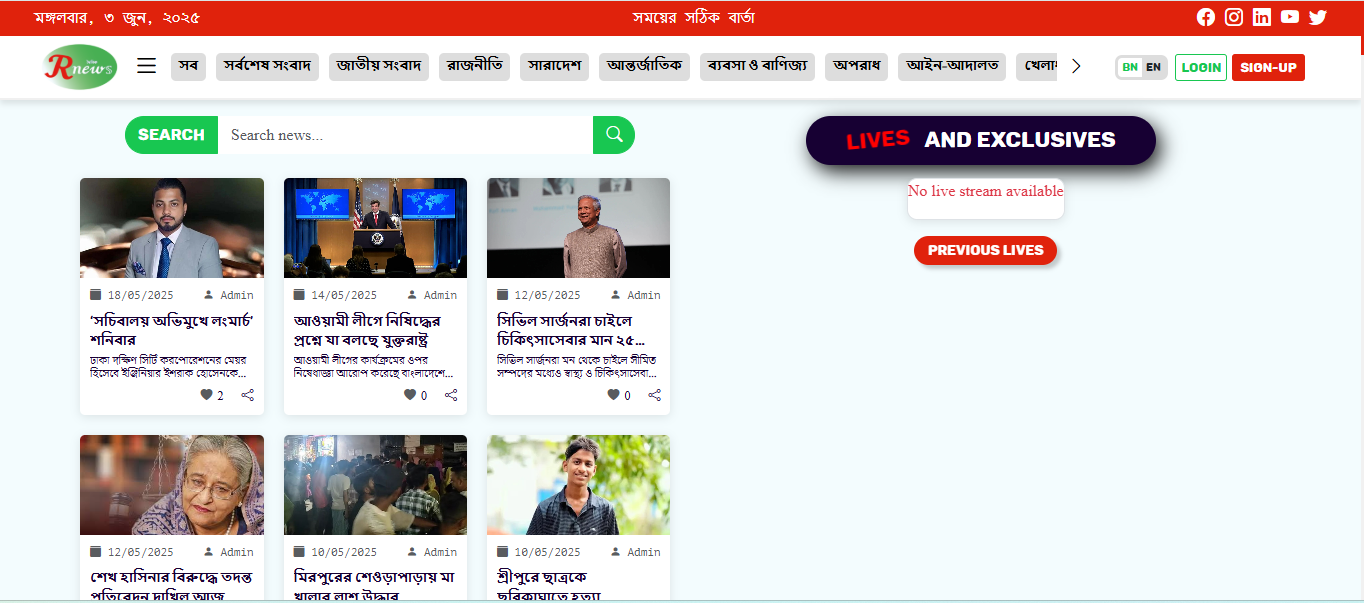 মঙ্গলবার, ৩ জুন, ২০২৫
সময়ের সঠিক বার্তা
Rnews
সব
সর্বশেষ সংবাদ
জাতীয় সংবাদ
রাজনীতি
সারাদেশ
আন্তর্জাতিক
ব্যবসা ও বাণিজ্য
অপরাধ
আইন-আদালত
BN EN
LOGIN
SIGN-UP
SEARCH
Search news...
LIVES AND EXCLUSIVES
No live stream available
PREVIOUS LIVES
18/05/2025 Admin
‘সচিবালয় অভিমুখে লংমার্চ’
শনিবার
ঢাকা দক্ষিণ সিটি করপোরেশনের মেয়র
হিসেবে ইঞ্জিনিয়ার ইশরাক হোসেনকে...
2
14/05/2025 Admin
আওয়ামী লীগে নিষিদ্ধের
প্রশ্নে যা বলছে যুক্তরাষ্ট্র
আওয়ামী লীগের কার্যক্রমের ওপর
নিষেধাজ্ঞা আরোপ করেছে বাংলাদেশে...
0
12/05/2025 Admin
সিভিল সার্জনরা চাইলে
চিকিৎসাসেবার মান ২৫...
সিভিল সার্জনরা মন থেকে চাইলে সীমিত
সম্পদের মধ্যেও স্বাস্থ্য ও চিকিৎসাসেবা...
0
12/05/2025 Admin
শেখ হাসিনার বিরুদ্ধে তদন্ত
প্রতিবেদন দাখিল আজ
10/05/2025 Admin
মিরপুরের শেওড়াপাড়ায় মা
খালার লাশ উদ্ধার
10/05/2025 Admin
শ্রীপুরে ছাত্রকে
ছুরিকাঘাতে হত্যা